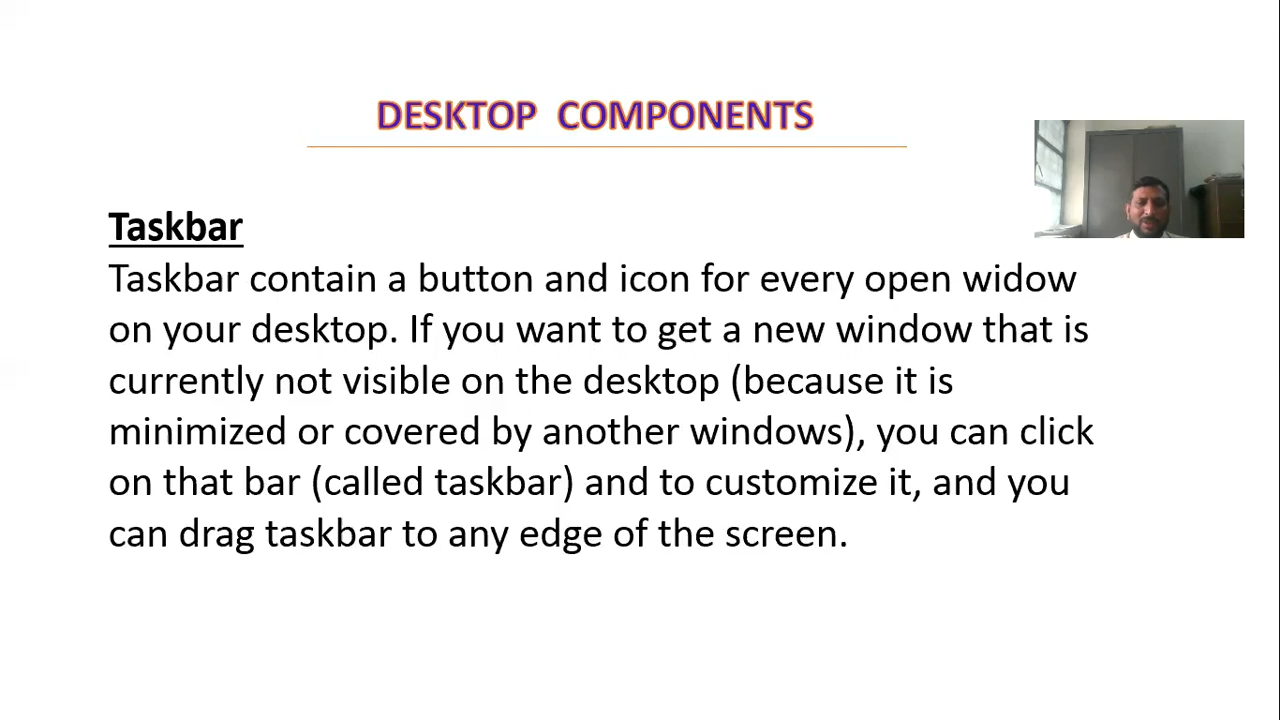 DESKTOP COMPONENTS
Taskbar
Taskbar contain a button and icon for every open widow
on your desktop. If you want to get a new window that is
currently not visible on the desktop (because it is
minimized or covered by another windows), you can click
on that bar (called taskbar) and to customize it, and you
can drag taskbar to any edge of the screen.